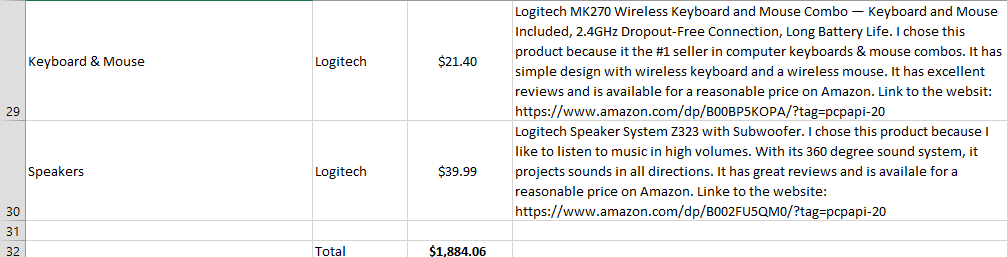 Logitech MK270 Wireless Keyboard and Mouse Combo — Keyboard and Mouse
Included, 2.4GHz Dropout-Free Connection, Long Battery Life. I chose this
product because it the #1 seller in computer keyboards & mouse combos. It has
Keyboard & Mouse Logitech $21.40 simple design with wireless keyboard and a wireless mouse. It has excellent
reviews and is available for a reasonable price on Amazon. Link to the websit:
29 https://www.amazon.com/dp/B00BP5KOPA/?tag=pcpapi-20
Logitech Speaker System Z323 with Subwoofer. I chose this product because I
like to listen to music in high volumes. With its 360 degree sound system, it
Speakers Logitech $39.99 projects sounds in all directions. It has great reviews and is availale for a
reasonable price on Amazon. Linke to the website:
30 https://www.amazon.com/dp/B002FU5QM0/?tag=pcpapi-20
31
32 Total $1,884.06